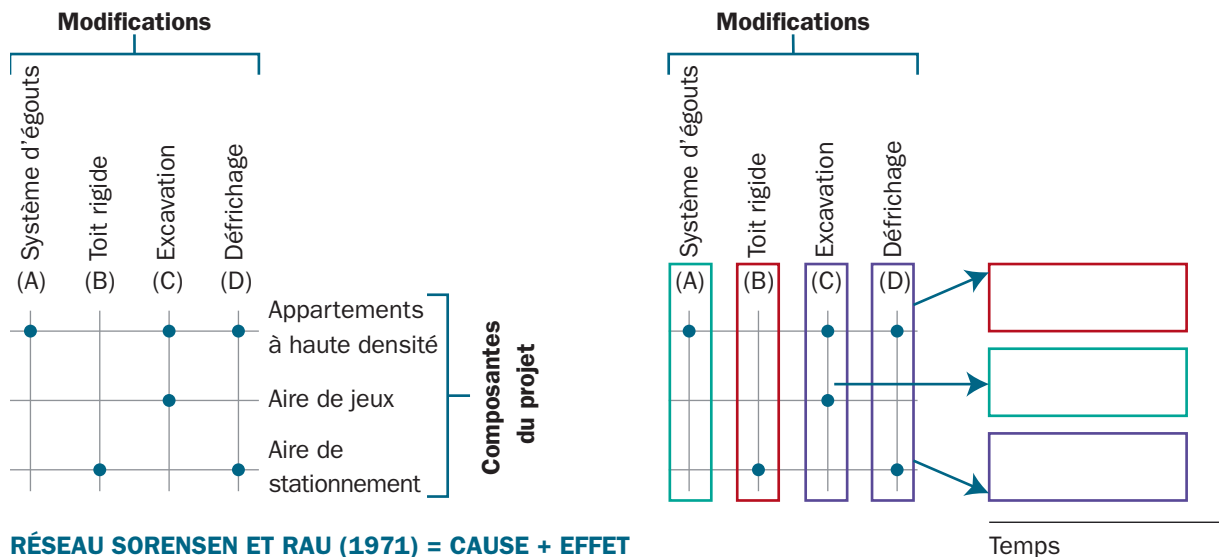 Modifications
Système d'égouts
Toit rigide
Excavation
Défrichage
(A) (B) (C) (D)
Appartements
à haute densité
Aire de jeux
Aire de
stationnement
Composantes
du projet
RÉSEAU SORENSEN ET RAU (1971) = CAUSE + EFFET
Modifications
Système d'égouts
Toit rigide
Excavation
Défrichage
(A) (B) (C) (D)
Temps